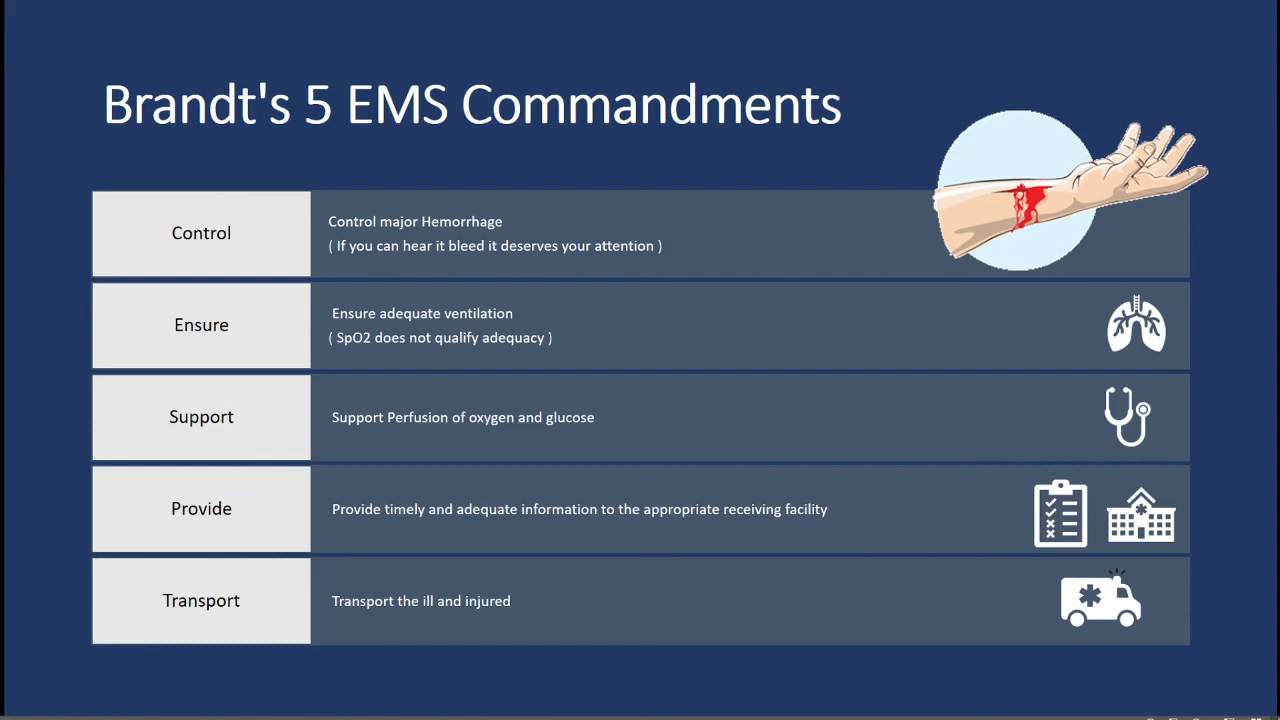 Brandt's 5 EMS Commandments
Control
Control major Hemorrhage
( If you can hear it bleed it deserves your attention )
Ensure
Ensure adequate ventilation
( SpO2 does not qualify adequacy )
Support
Support Perfusion of oxygen and glucose
Provide
Provide timely and adequate information to the appropriate receiving facility
Transport
Transport the ill and injured